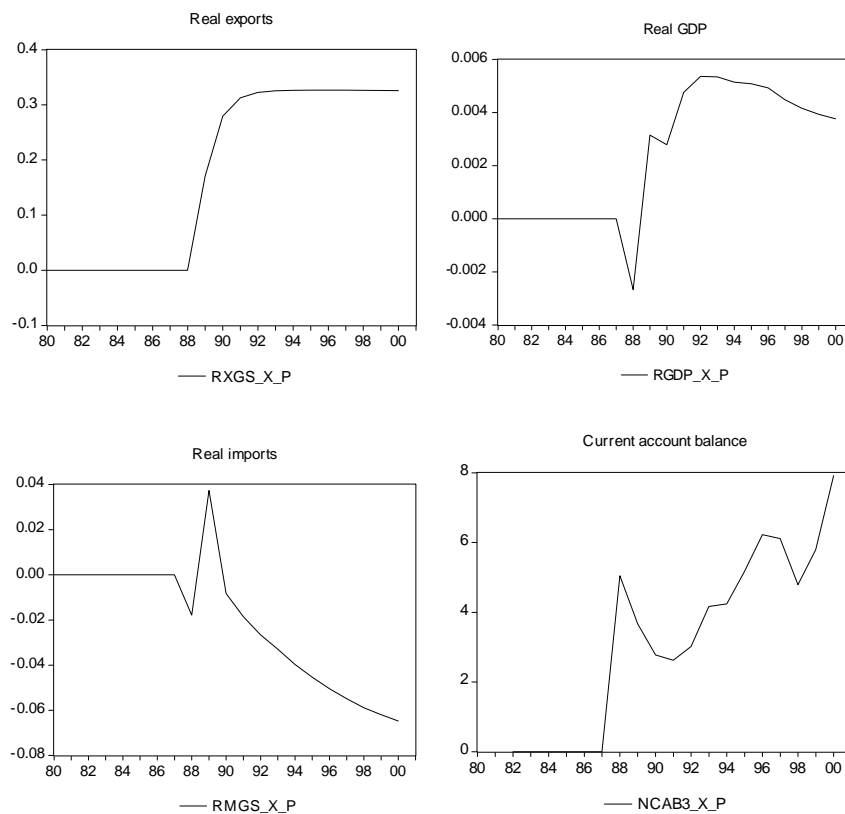 Real exports
0.4
0.3
0.2
0.1
0.0
-0.1
80 82 84 86 88 90 92 94 96 98 00
RXGS_X_P
Real GDP
0.006
0.004
0.002
0.000
-0.002
-0.004
80 82 84 86 88 90 92 94 96 98 00
RGDP_X_P
Real imports
0.04
0.02
0.00
-0.02
-0.04
-0.06
-0.08
80 82 84 86 88 90 92 94 96 98 00
RMGS_X_P
Current account balance
8
6
4
2
0
80 82 84 86 88 90 92 94 96 98 00
NCAB3_X_P